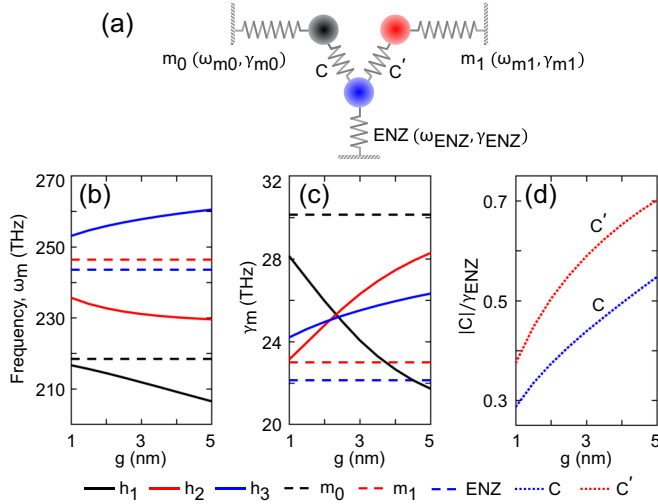 (a)
m0 (ωm0, γm0)
C
C′
m1 (ωm1, γm1)
ENZ (ωENZ, γENZ)
(b)
(c)
(d)
Frequency, ωm (THz)
270
250
230
210
1
3
5
g (nm)
γm (THz)
32
28
24
20
1
3
5
g (nm)
|C|/γENZ
0.7
0.5
0.3
C′
C
1
3
5
g (nm)
h1
h2
h3
m0
m1
ENZ
C
C′